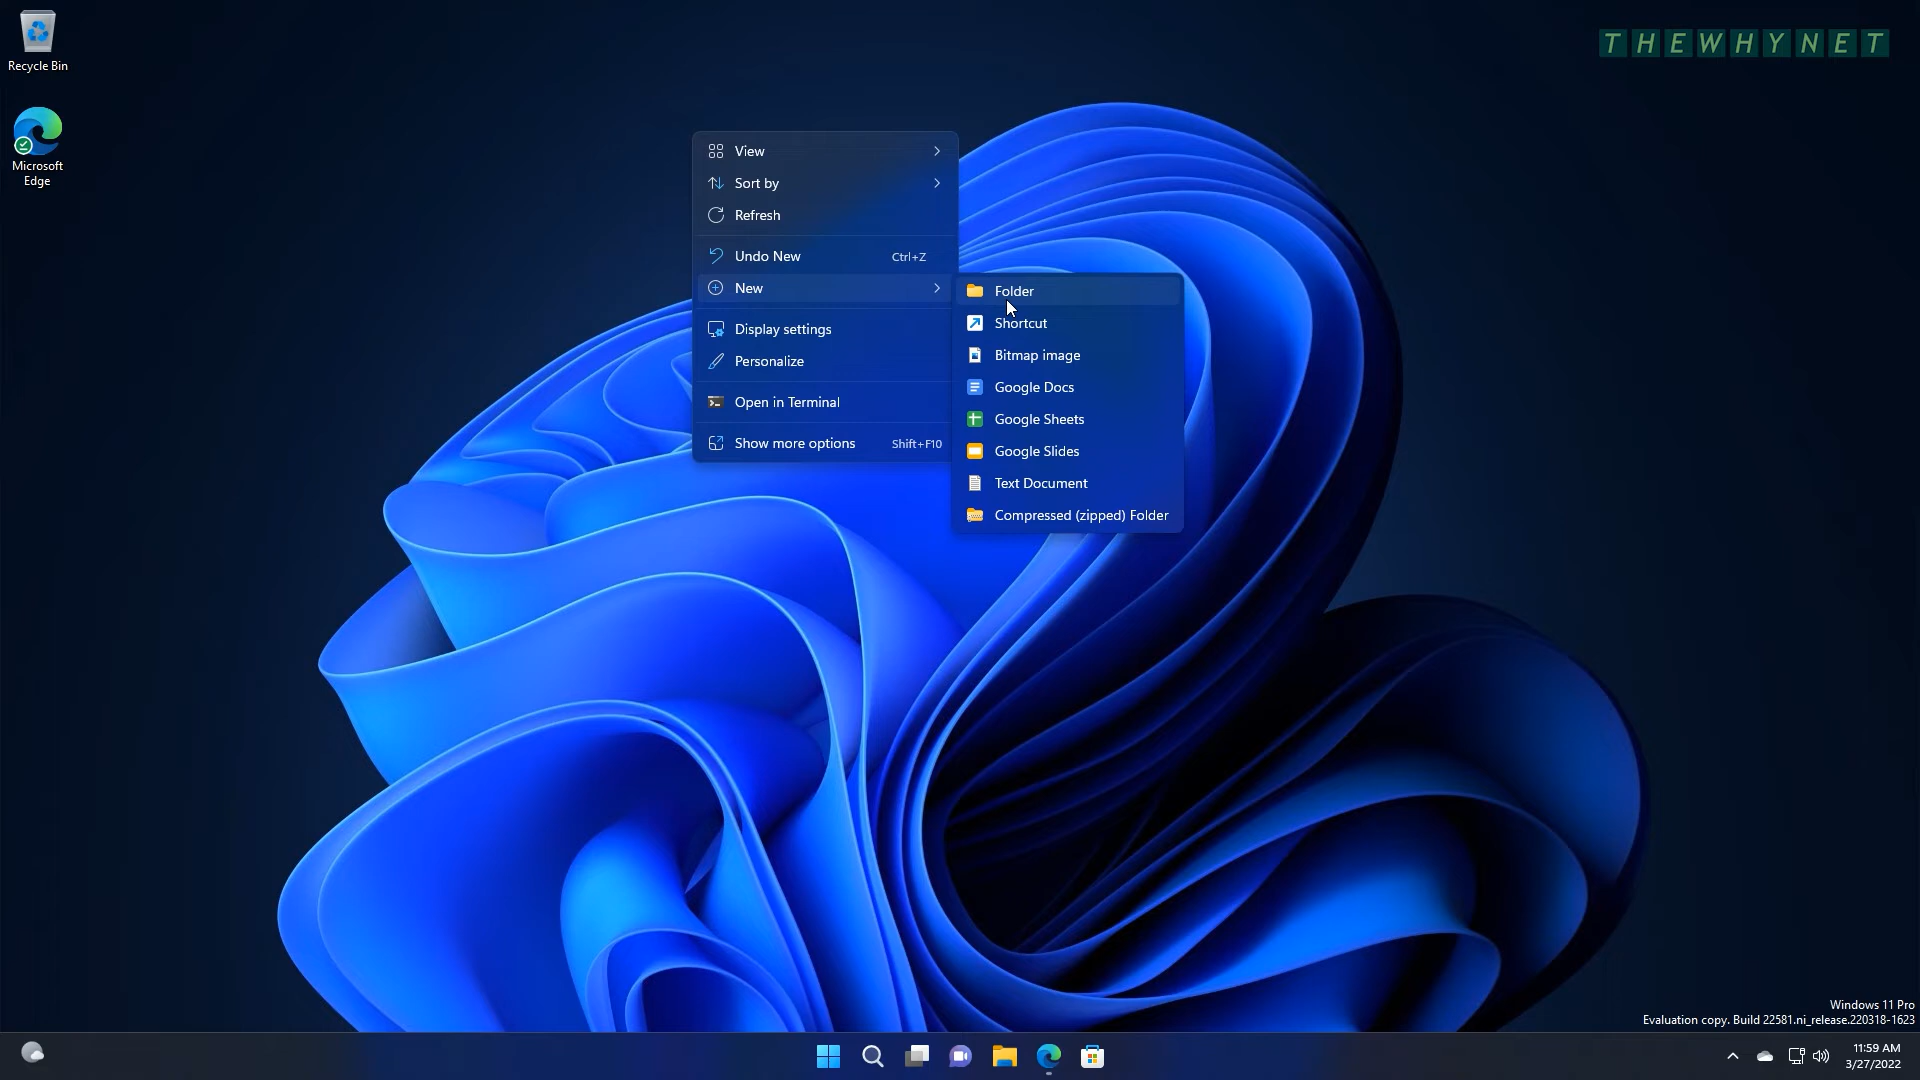 Recycle Bin
THEWHYNET
Microsoft
Edge
View
Sort by
Refresh
Undo New Ctrl+Z
New
Display settings
Personalize
Open in Terminal
Show more options Shift+F10
Folder
Shortcut
Bitmap image
Google Docs
Google Sheets
Google Slides
Text Document
Compressed (zipped) Folder
Windows 11 Pro
Evaluation copy. Build 22581.ni_release.220318-1623
11:59 AM
3/27/2022